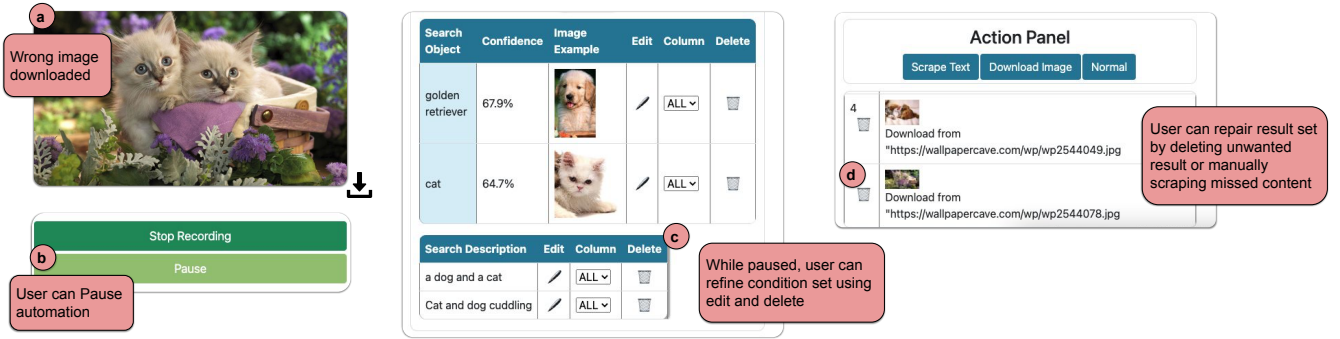 a
Wrong image
downloaded
b
Stop Recording
Pause
User can Pause
automation
Search Object Confidence Image Example Edit Column Delete
golden retriever 67.9% ALL
cat 64.7% ALL
c
Search Description Edit Column Delete
a dog and a cat ALL
Cat and dog cuddling ALL
While paused, user can
refine condition set using
edit and delete
Action Panel
Scrape Text Download Image Normal
4
Download from
"https://wallpapercave.com/wp/wp2544049.jpg
d
Download from
"https://wallpapercave.com/wp/wp2544078.jpg
User can repair result set
by deleting unwanted
result or manually
scraping missed content